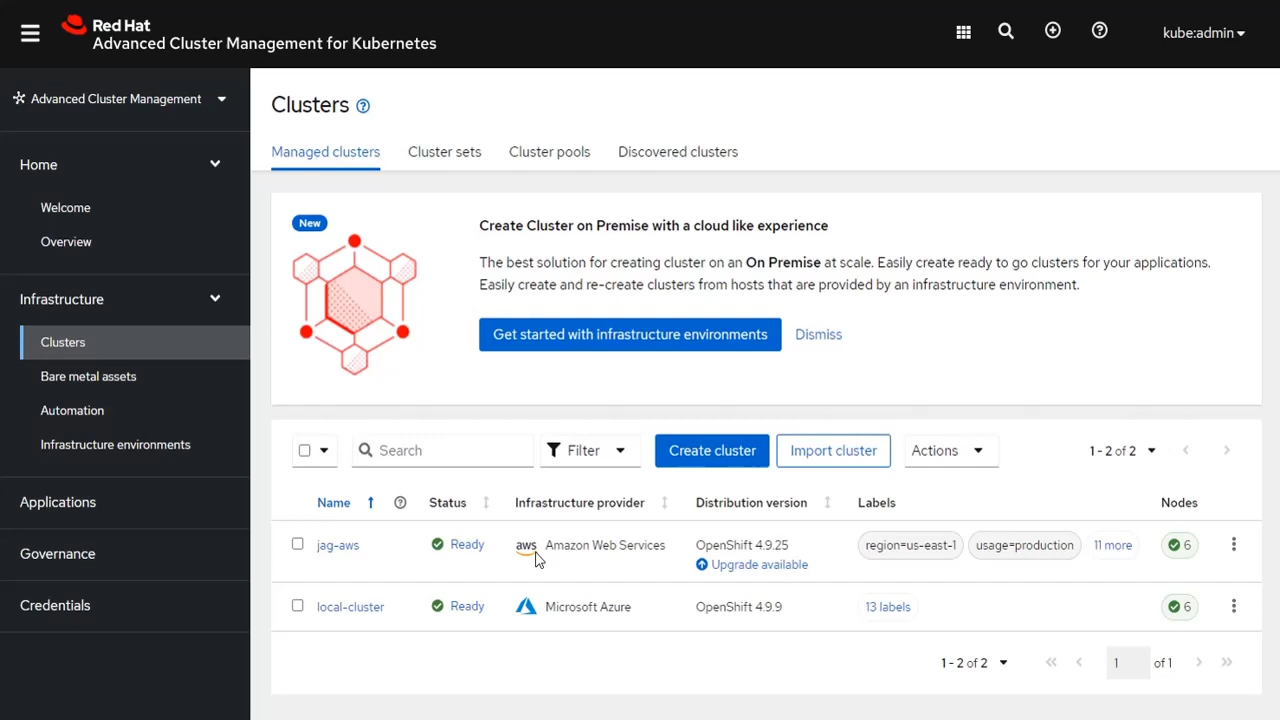 Red Hat
Advanced Cluster Management for Kubernetes
kube:admin
Advanced Cluster Management
Home
Welcome
Overview
Infrastructure
Clusters
Bare metal assets
Automation
Infrastructure environments
Applications
Governance
Credentials
Clusters
Managed clusters Cluster sets Cluster pools Discovered clusters
New
Create Cluster on Premise with a cloud like experience
The best solution for creating cluster on an On Premise at scale. Easily create ready to go clusters for your applications.
Easily create and re-create clusters from hosts that are provided by an infrastructure environment.
Get started with infrastructure environments Dismiss
Search Filter Create cluster Import cluster Actions 1 - 2 of 2
Name Status Infrastructure provider Distribution version Labels Nodes
jag-aws Ready aws Amazon Web Services OpenShift 4.9.25 region=us-east-1 usage=production 11 more 6
Upgrade available
local-cluster Ready Microsoft Azure OpenShift 4.9.9 13 labels 6
1 - 2 of 2 1 of 1